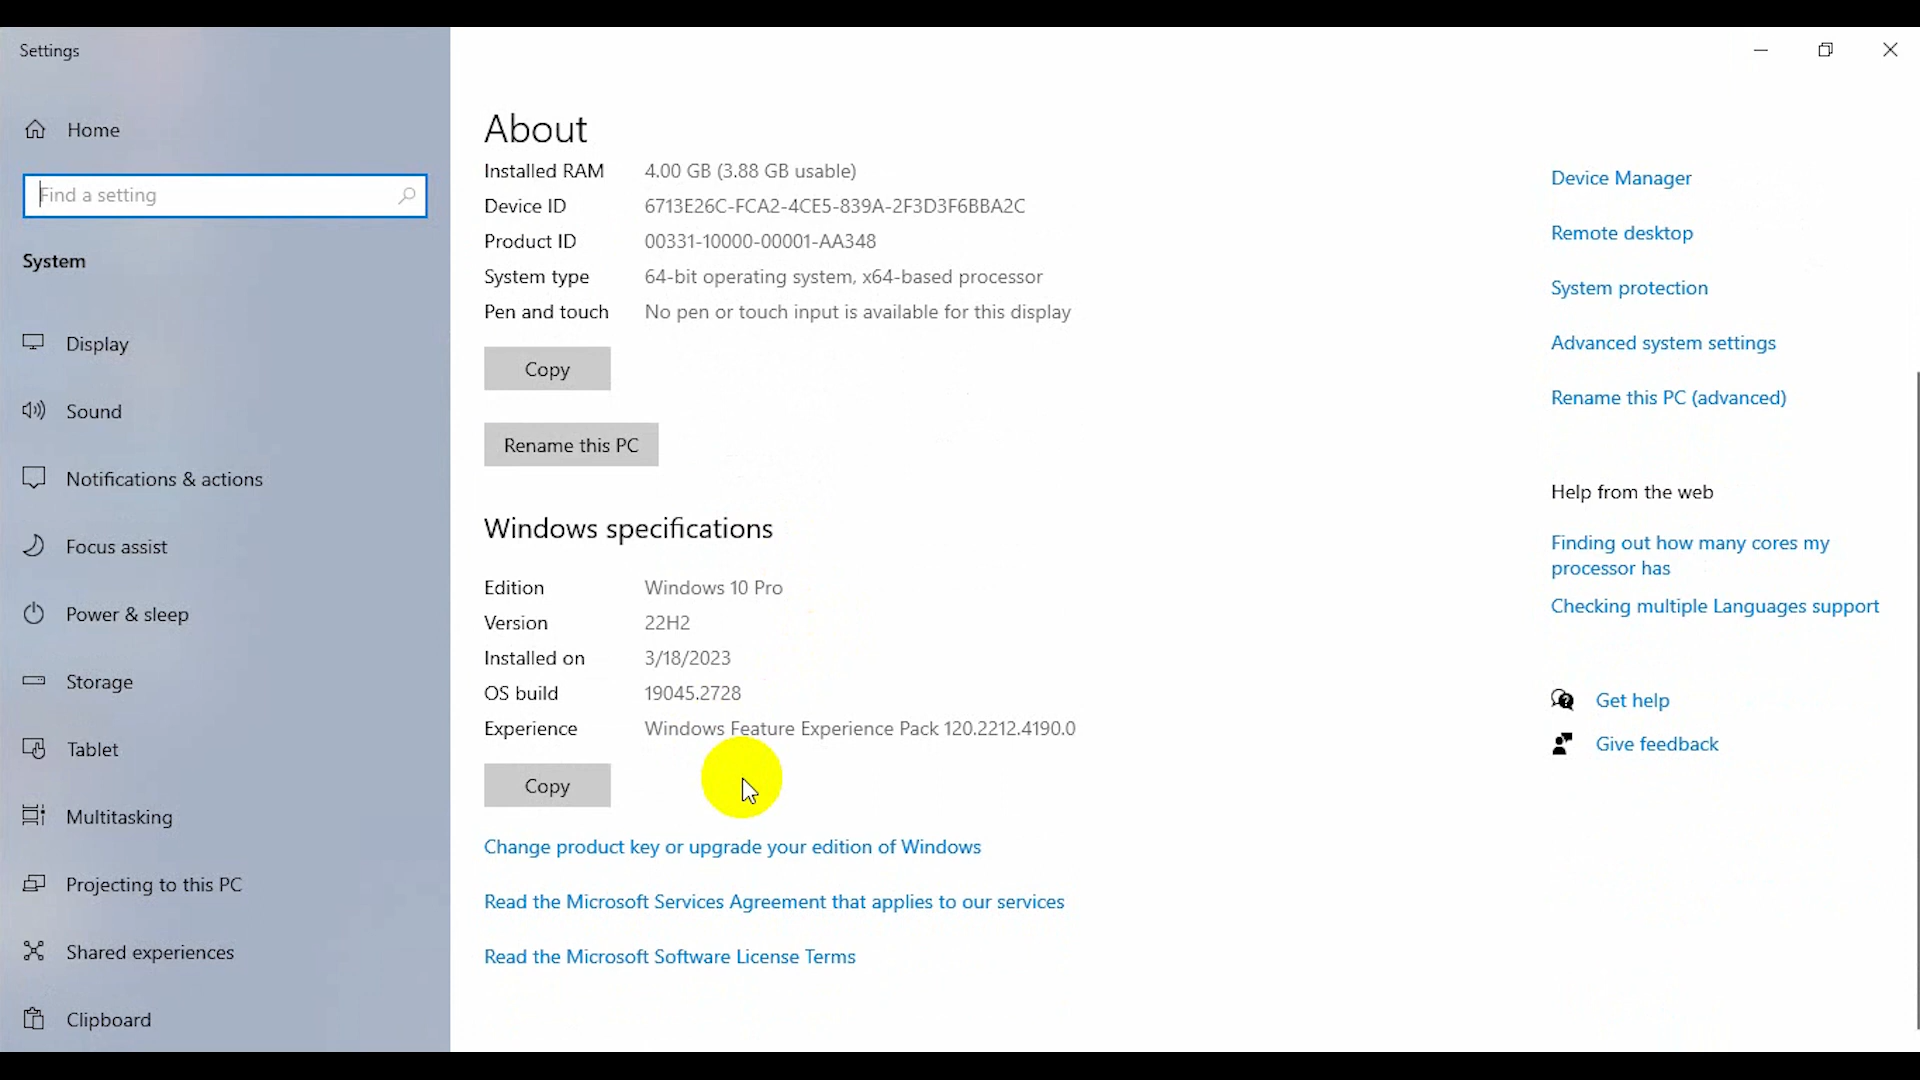 Settings
Home
Find a setting
System
Display
Sound
Notifications & actions
Focus assist
Power & sleep
Storage
Tablet
Multitasking
Projecting to this PC
Shared experiences
Clipboard
About
Installed RAM 4.00 GB (3.88 GB usable)
Device ID 6713E26C-FCA2-4CE5-839A-2F3D3F6BBA2C
Product ID 00331-10000-00001-AA348
System type 64-bit operating system, x64-based processor
Pen and touch No pen or touch input is available for this display
Copy
Rename this PC
Windows specifications
Edition Windows 10 Pro
Version 22H2
Installed on 3/18/2023
OS build 19045.2728
Experience Windows Feature Experience Pack 120.2212.4190.0
Copy
Change product key or upgrade your edition of Windows
Read the Microsoft Services Agreement that applies to our services
Read the Microsoft Software License Terms
Device Manager
Remote desktop
System protection
Advanced system settings
Rename this PC (advanced)
Help from the web
Finding out how many cores my
processor has
Checking multiple Languages support
Get help
Give feedback